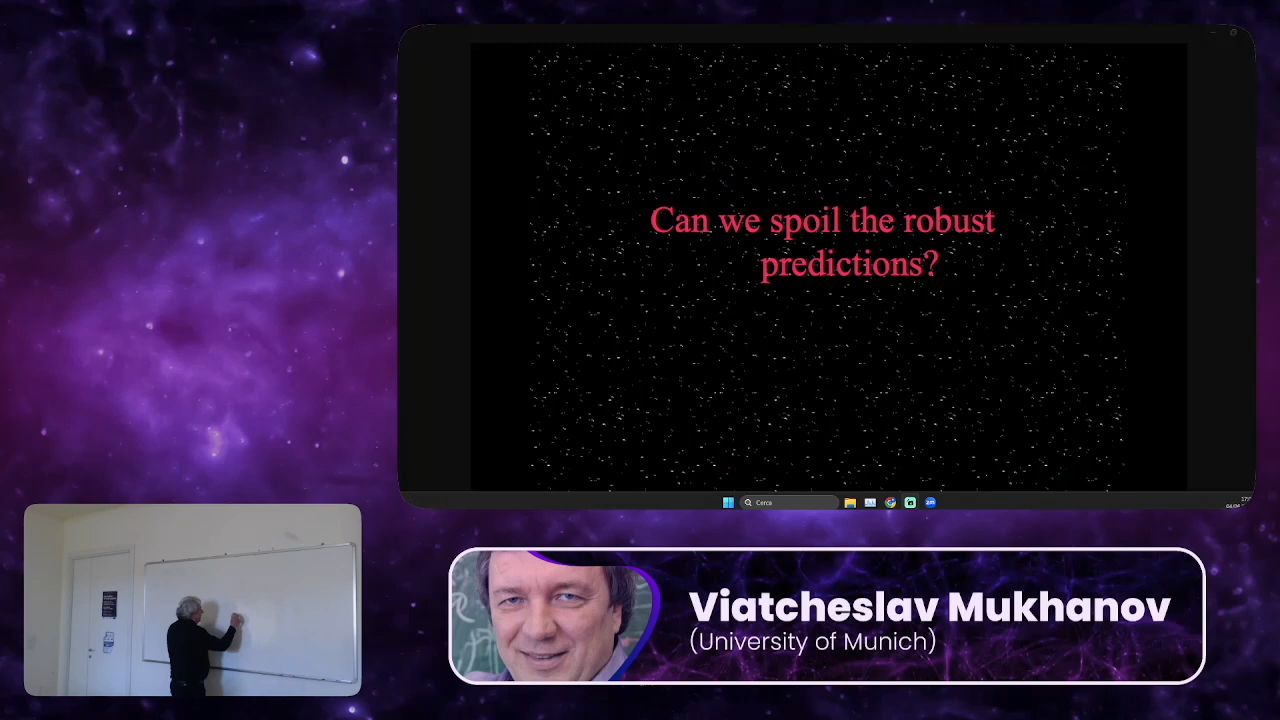 Can we spoil the robust
predictions?
Cerca
Viatcheslav Mukhanov
(University of Munich)